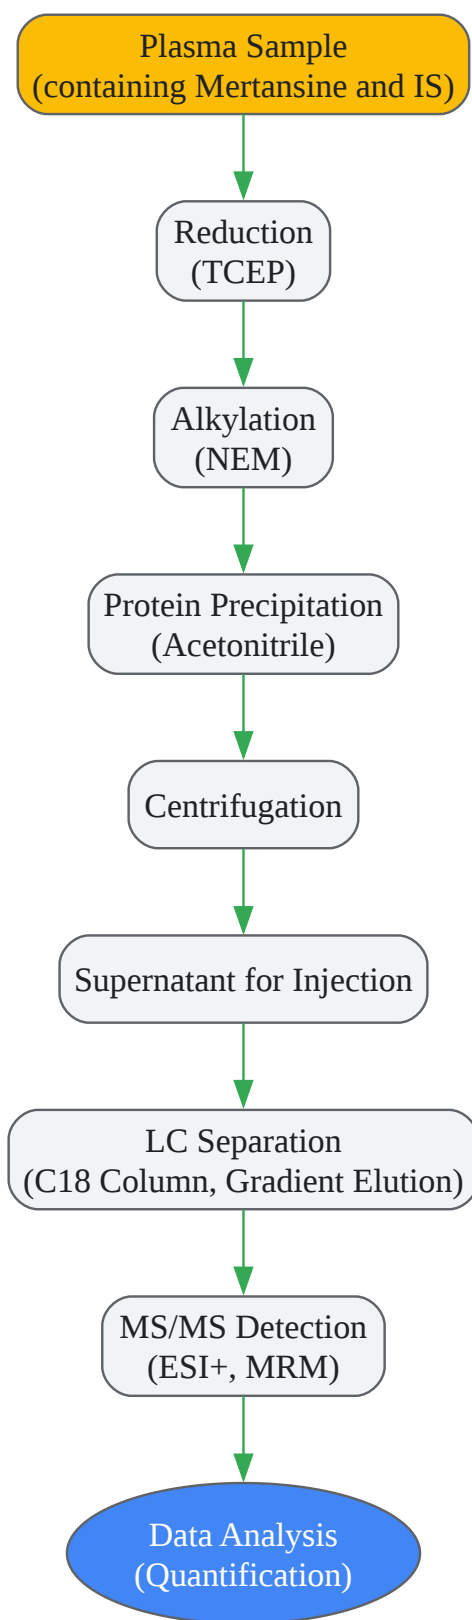 Plasma Sample
(containing Mertansine and IS)
Reduction
(TCEP)
Alkylation
(NEM)
Protein Precipitation
(Acetonitrile)
Centrifugation
Supernatant for Injection
LC Separation
(C18 Column, Gradient Elution)
MS/MS Detection
(ESI+, MRM)
Data Analysis
(Quantification)